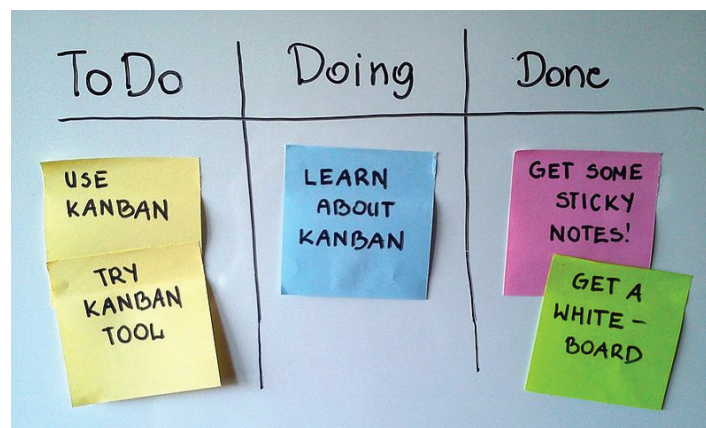 To Do
Doing
Done
USE
KANBAN
TRY
KANBAN
TOOL
LEARN
ABOUT
KANBAN
GET SOME
STICKY
NOTES!
GET A
WHITE -
BOARD